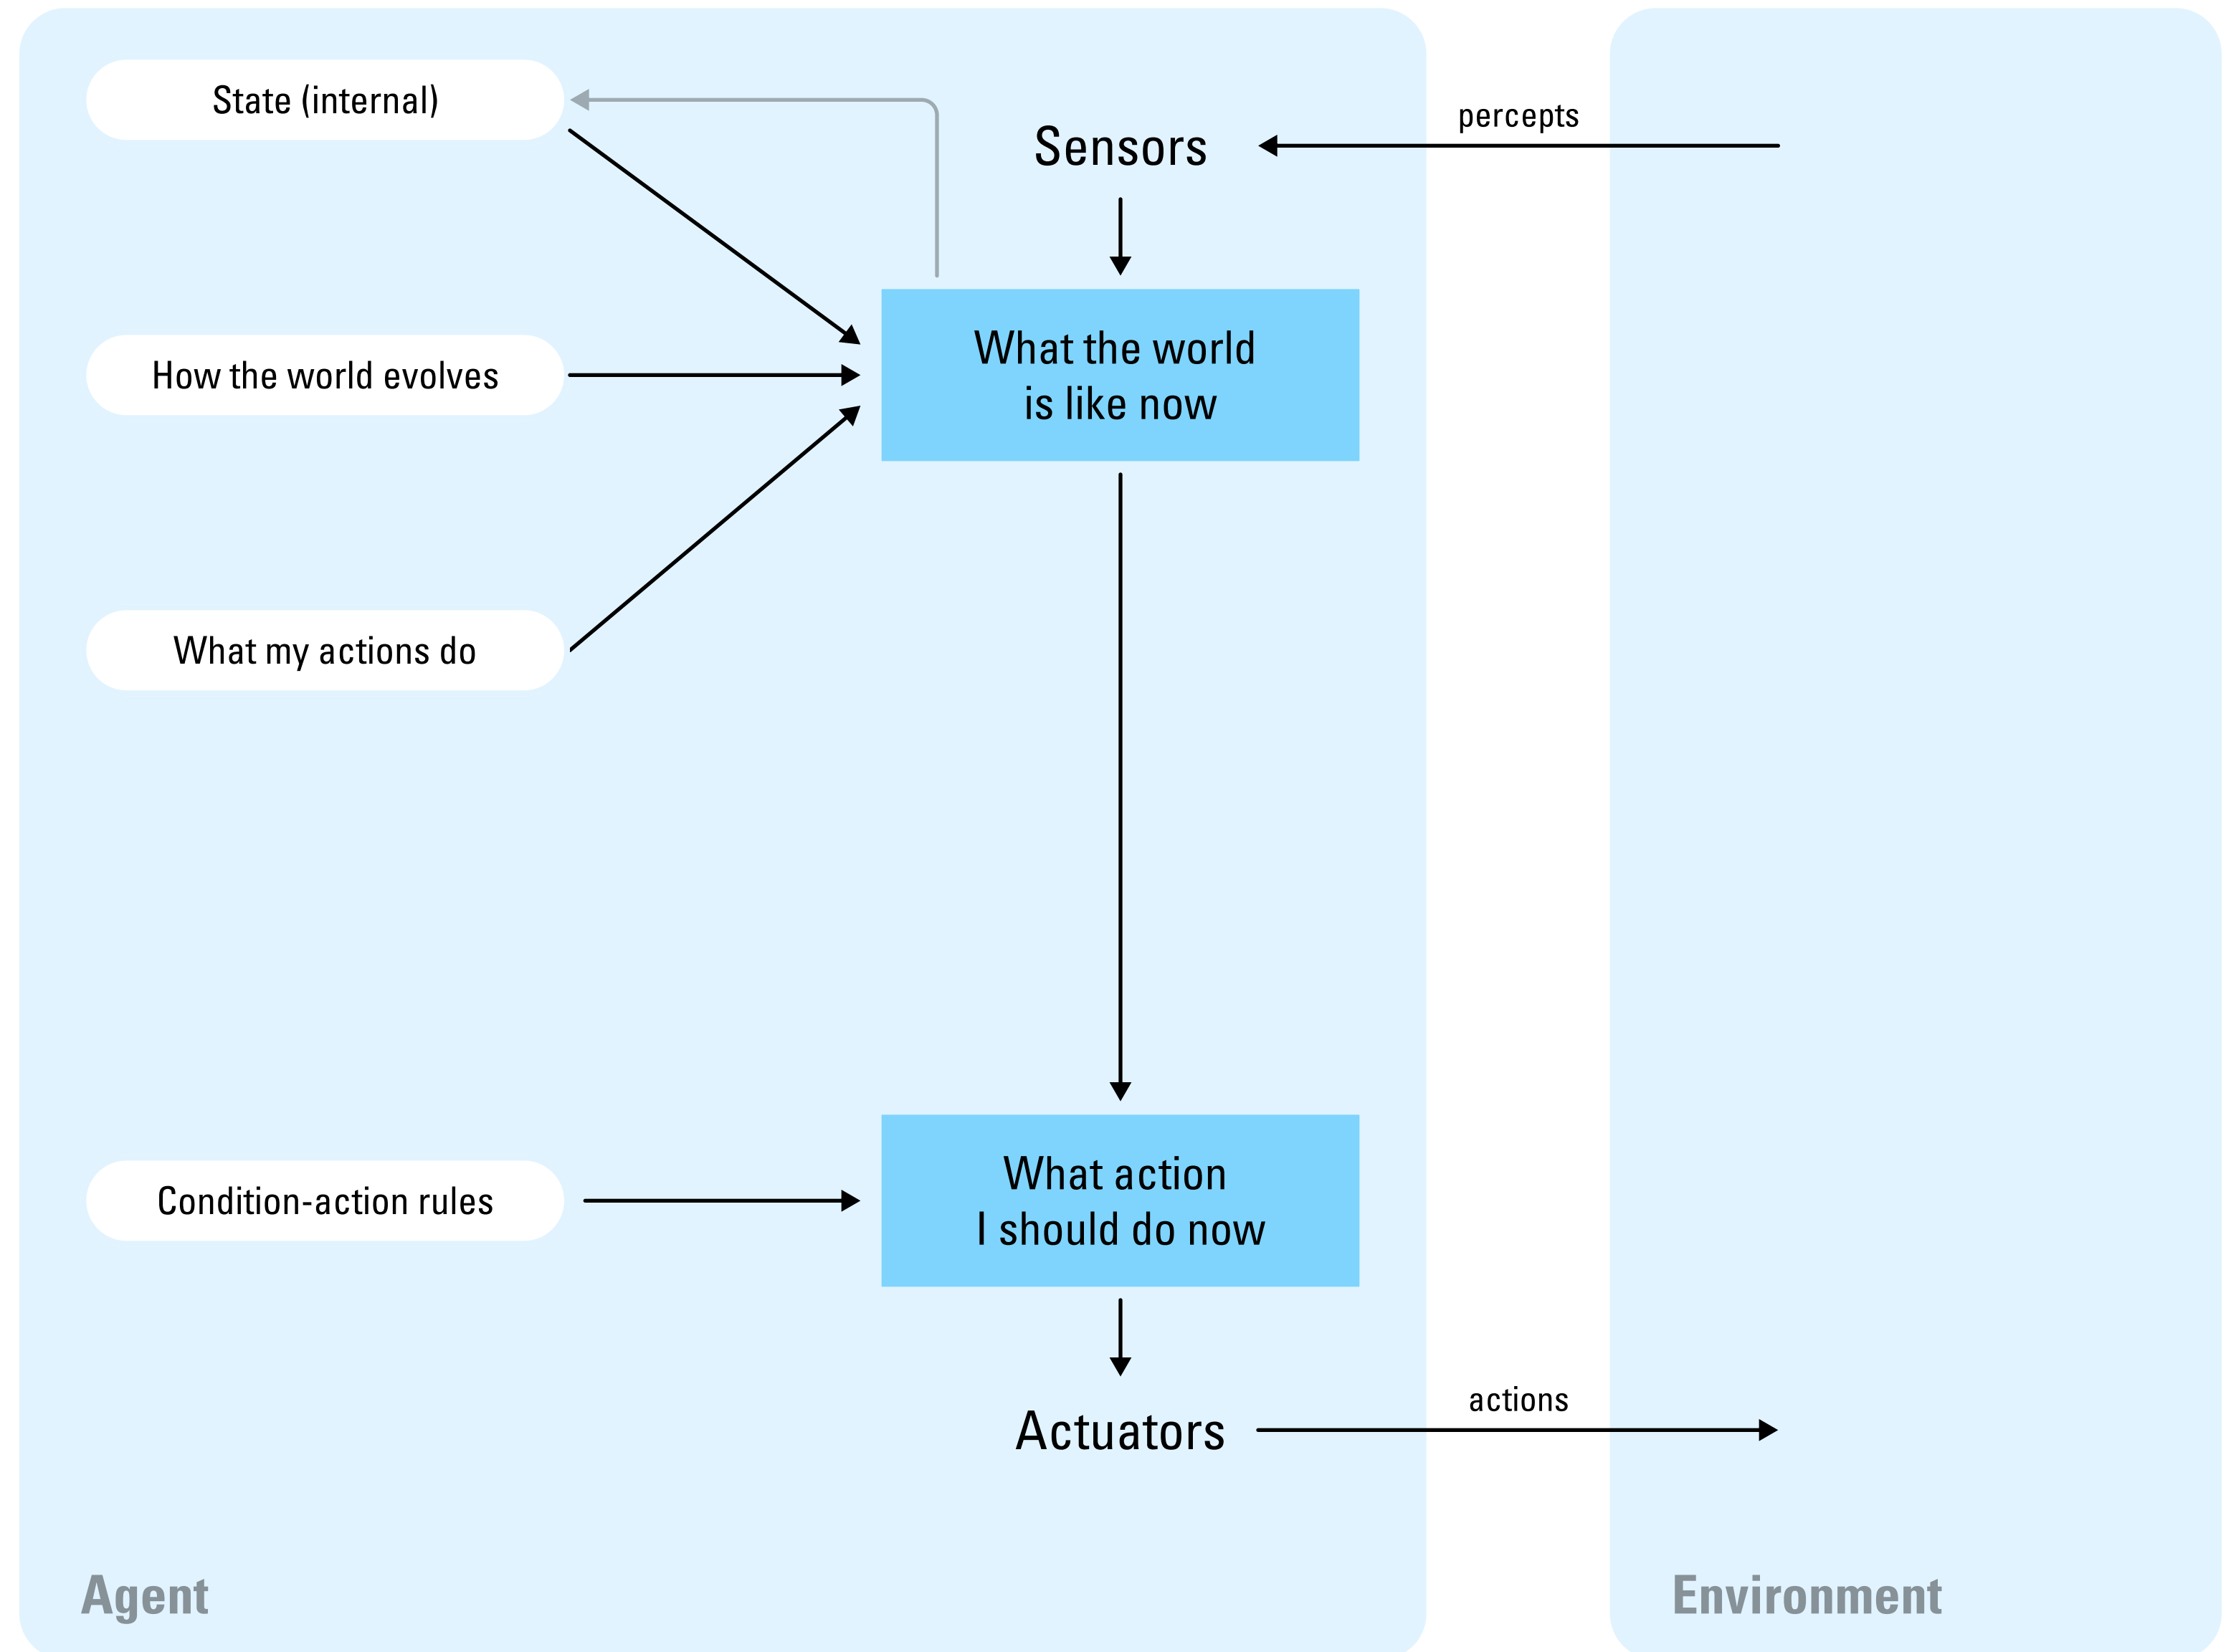 State (internal)
Sensors
percepts
What the world
is like now
How the world evolves
What my actions do
Condition-action rules
What action
I should do now
Actuators
actions
Agent
Environment